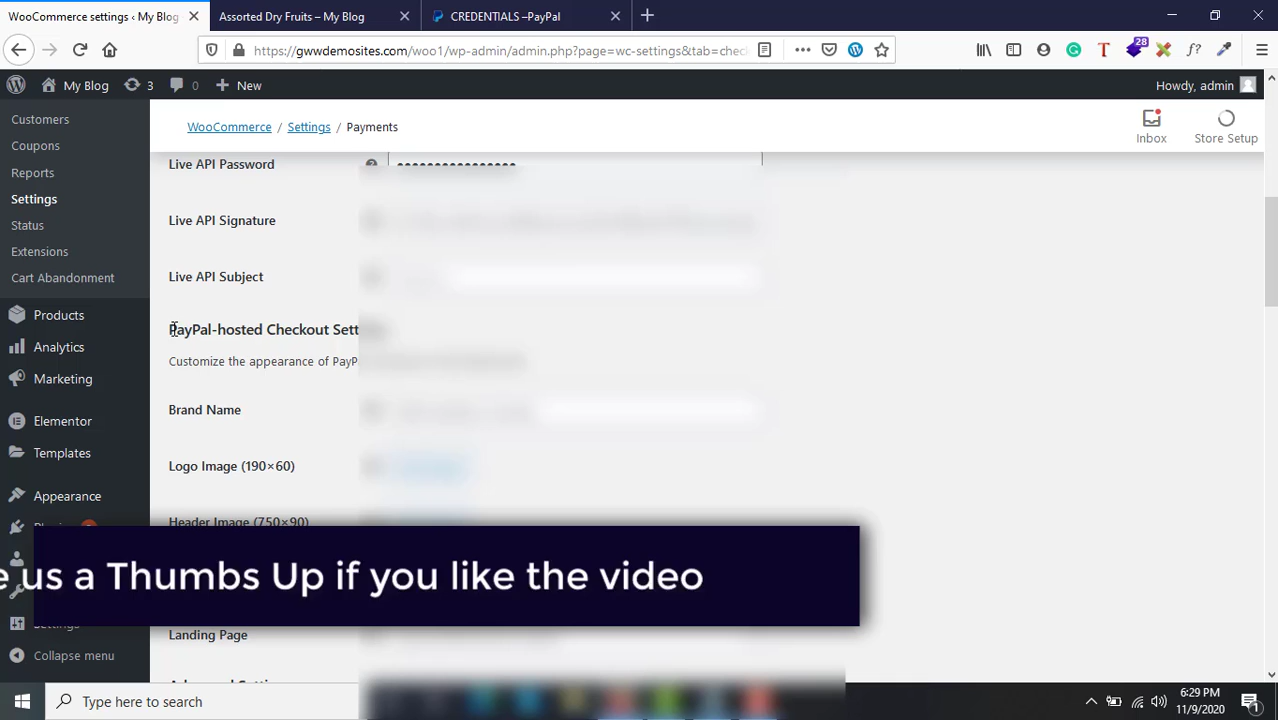 WooCommerce settings ‹ My Blog
Assorted Dry Fruits – My Blog
CREDENTIALS –PayPal
https://gwwdemosites.com/woo1/wp-admin/admin.php?page=wc-settings&tab=chec
28
My Blog
3
0
New
Howdy, admin
Customers
Coupons
Reports
Settings
Status
Extensions
Cart Abandonment
Products
Analytics
Marketing
Elementor
Templates
Appearance
Collapse menu
WooCommerce / Settings / Payments
Inbox
Store Setup
Live API Password
Live API Signature
Live API Subject
PayPal-hosted Checkout Sett
Customize the appearance of PayP
Brand Name
Logo Image (190×60)
Header Image (750×90)
us a Thumbs Up if you like the video
Landing Page
Type here to search
6:29 PM
11/9/2020
1